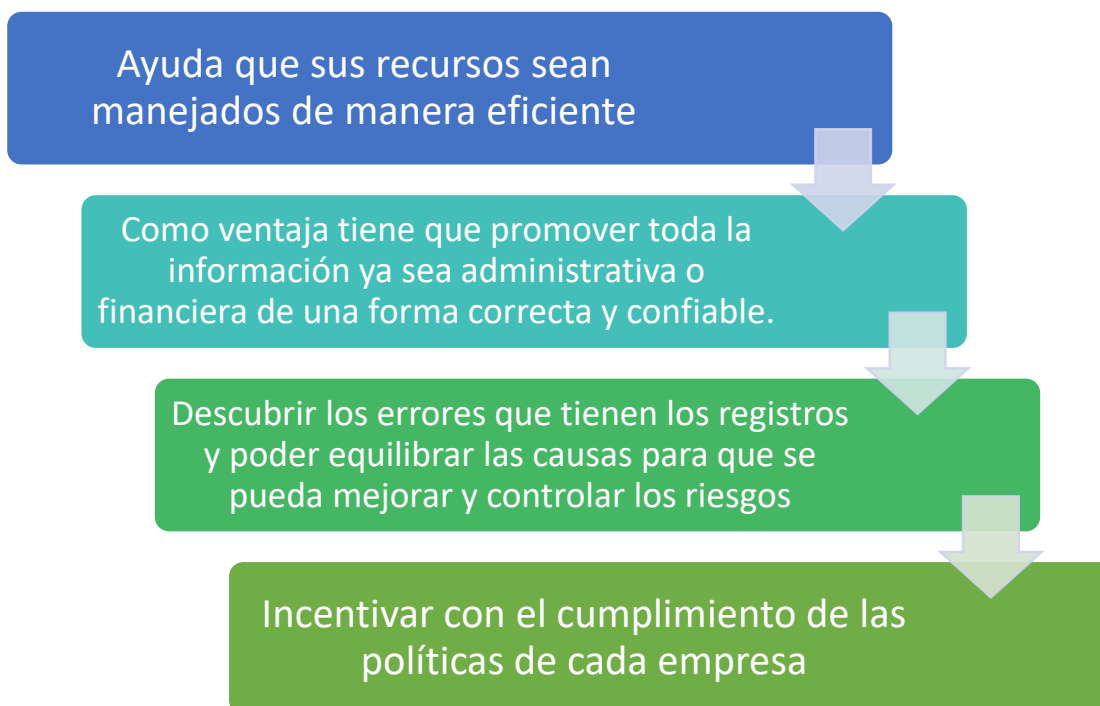 Ayuda que sus recursos sean
manejados de manera eficiente
Como ventaja tiene que promover toda la
información ya sea administrativa o
financiera de una forma correcta y confiable.
Descubrir los errores que tienen los registros
y poder equilibrar las causas para que se
pueda mejorar y controlar los riesgos
Incentivar con el cumplimiento de las
políticas de cada empresa